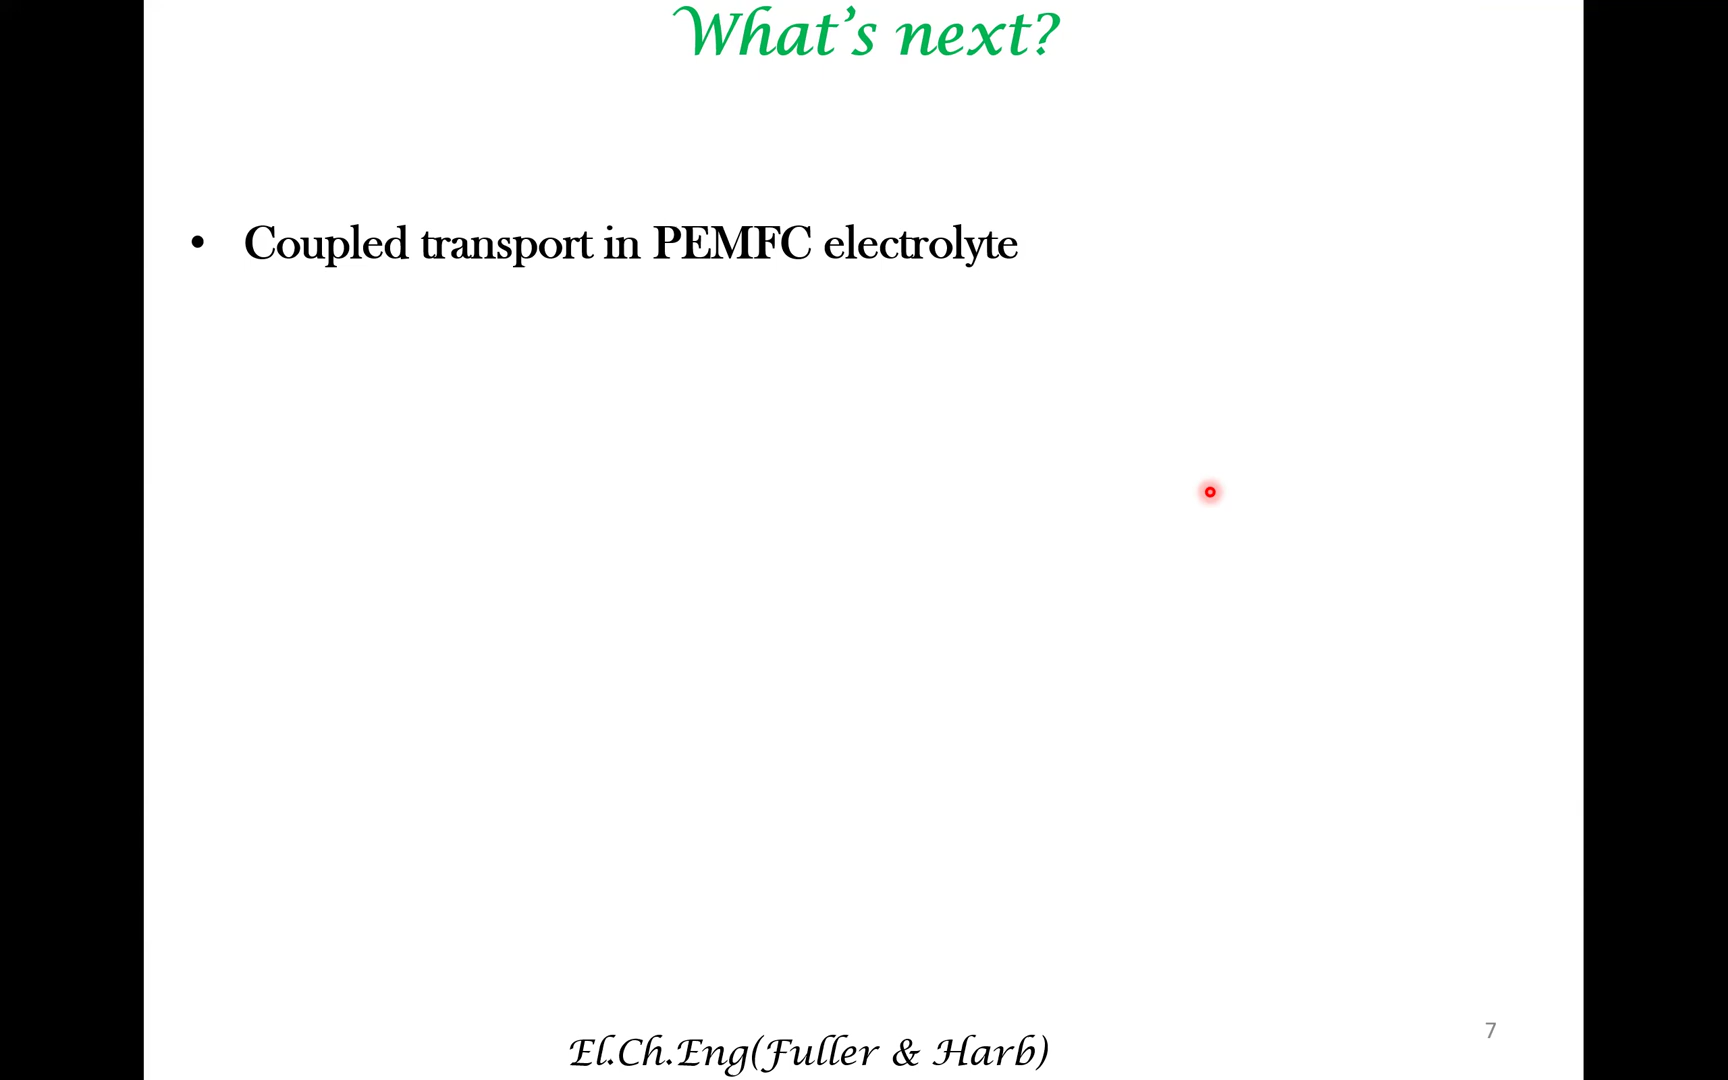 What's next?
• Coupled transport in PEMFC electrolyte
7
El.Ch.Eng(Fuller & Harb)